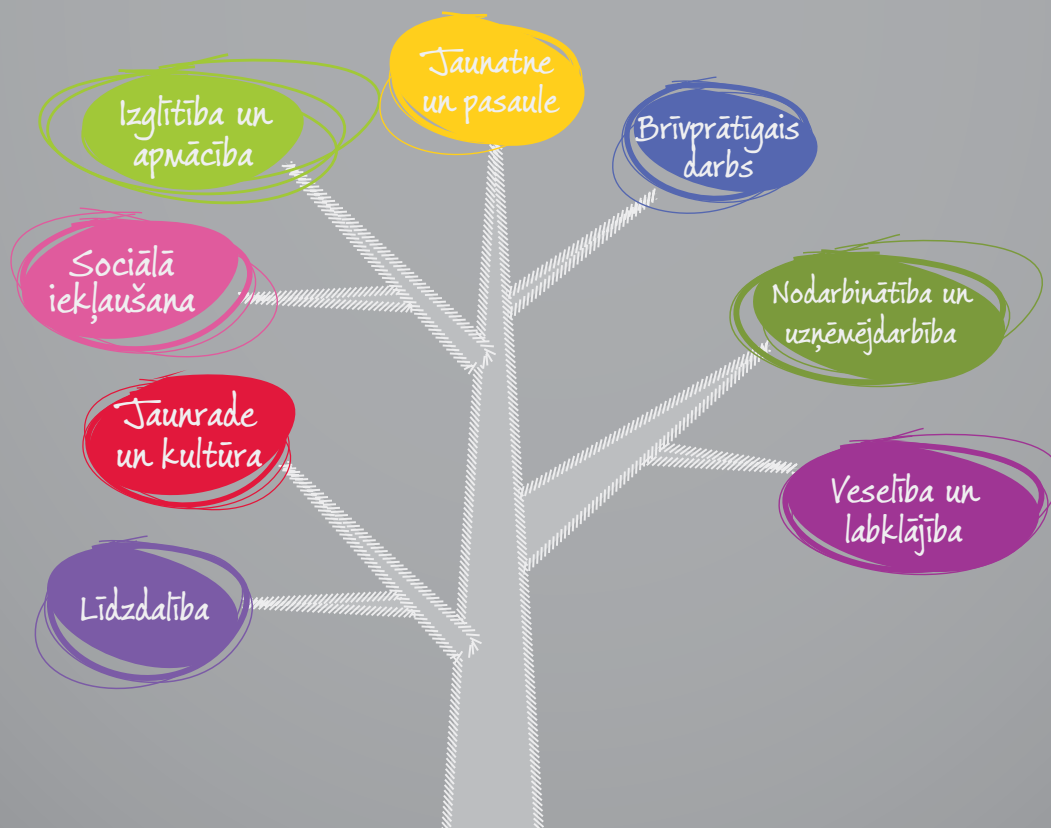 Jaunatne
un pasaule
Izglītība un
apmācība
Brīvprātīgais
darbs
Sociālā
iekļaušana
Nodarbinātība un
uzņēmējdarbība
Jaunrade
un kultūra
Veselība un
labklājība
Līdzdalība